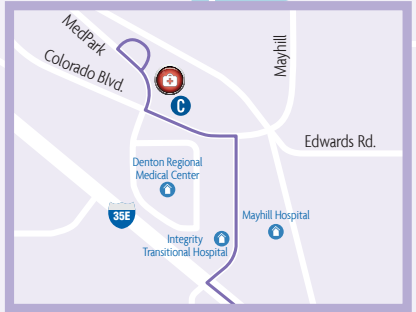 MedPark
Colorado Blvd.
Mayhill
C
Edwards Rd.
Denton Regional
Medical Center
35E
Mayhill Hospital
Integrity
Transitional Hospital